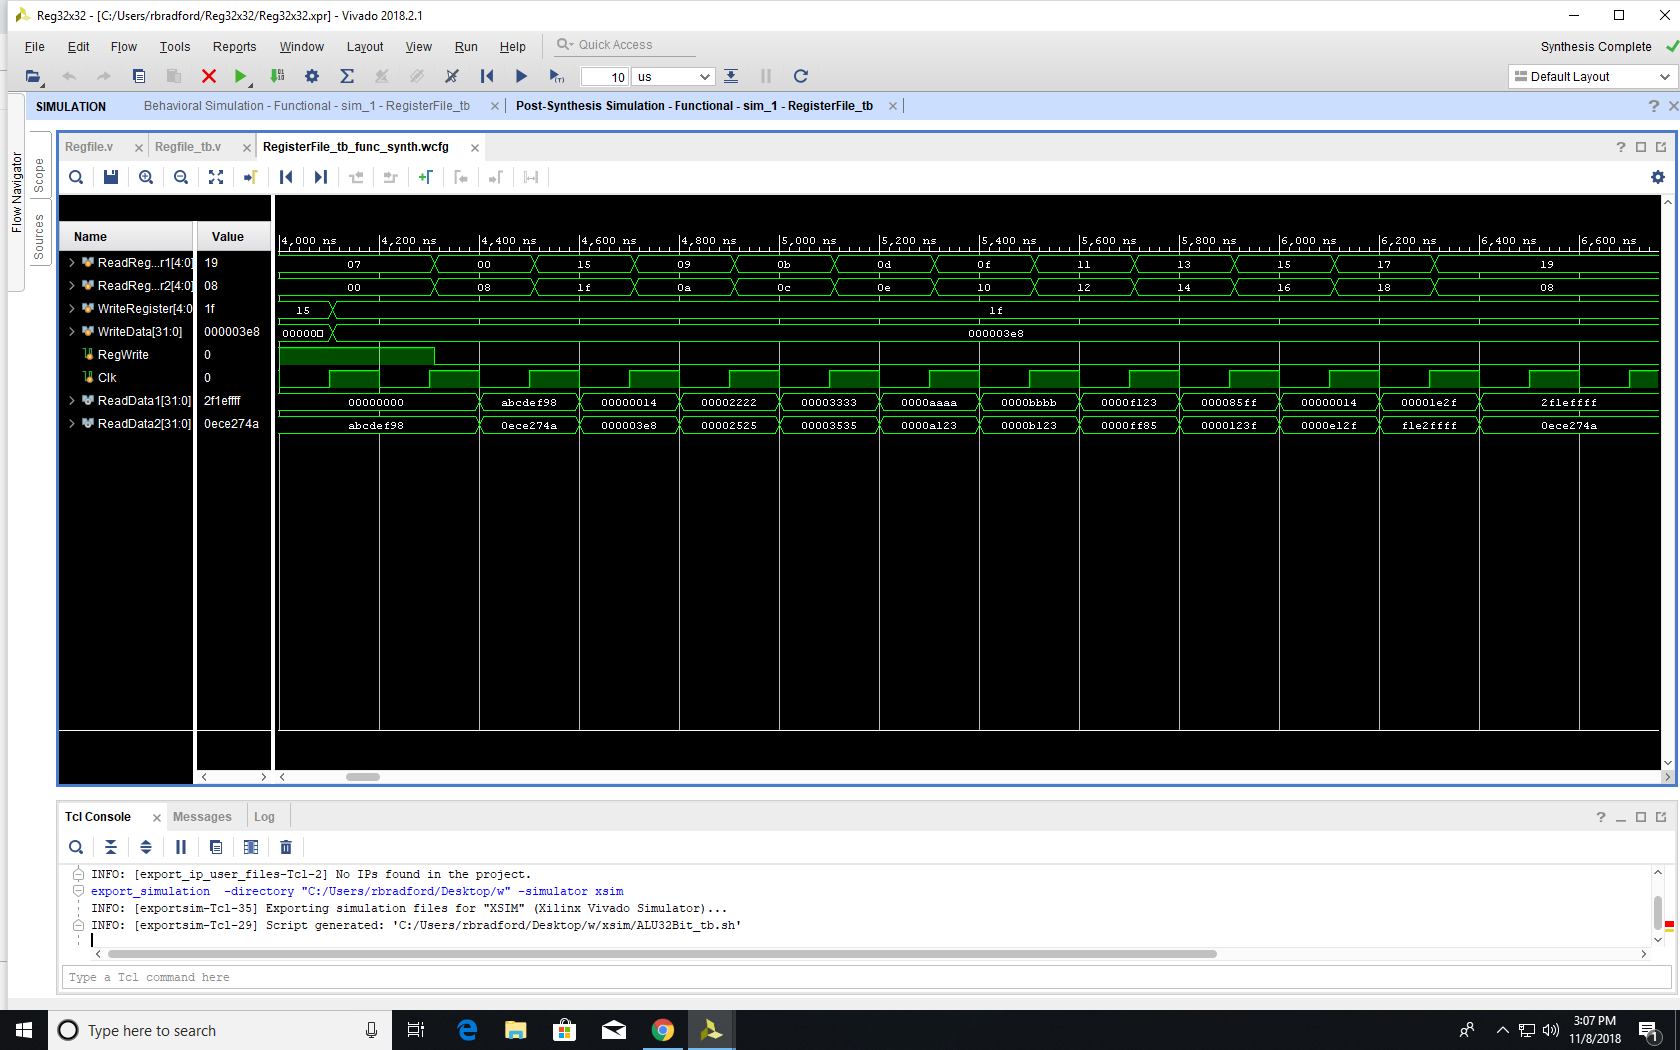 Reg32x32 - [C:/Users/rbradford/Reg32x32/Reg32x32.xpr] - Vivado 2018.2.1
File Edit Flow Tools Reports Window Layout View Run Help Quick Access
Synthesis Complete
10 us
Default Layout
SIMULATION Behavioral Simulation - Functional - sim_1 - RegisterFile_tb Post-Synthesis Simulation - Functional - sim_1 - RegisterFile_tb
Flow Navigator
Scope
Sources
Regfile.v Regfile_tb.v RegisterFile_tb_func_synth.wcfg
Name Value
4,000 ns 4,200 ns 4,400 ns 4,600 ns 4,800 ns 5,000 ns 5,200 ns 5,400 ns 5,600 ns 5,800 ns 6,000 ns 6,200 ns 6,400 ns 6,600 ns
ReadReg...r1[4:0] 19 07 00 15 09 0b 0d 0f 11 13 15 17 19
ReadReg...r2[4:0] 08 00 08 1f 0a 0c 0e 10 12 14 16 18 08
WriteRegister[4:0 1f 15 1f
WriteData[31:0] 000003e8 00000 000003e8
RegWrite 0
Clk 0
ReadData1[31:0] 2f1effff 00000000 abcdef98 00000014 00002222 00003333 0000aaaa 0000bbbb 0000f123 000085ff 00000014 00001e2f 2f1effff
ReadData2[31:0] 0ece274a abcdef98 0ece274a 000003e8 00002525 00003535 0000a123 0000b123 0000ff85 0000123f 0000e12f f1e2ffff 0ece274a
Tcl Console Messages Log
INFO: [export_ip_user_files-Tcl-2] No IPs found in the project.
export_simulation -directory "C:/Users/rbradford/Desktop/w" -simulator xsim
INFO: [exportsim-Tcl-35] Exporting simulation files for "XSIM" (Xilinx Vivado Simulator)...
INFO: [exportsim-Tcl-29] Script generated: 'C:/Users/rbradford/Desktop/w/xsim/ALU32Bit_tb.sh'
Type a Tcl command here
Type here to search
3:07 PM
11/8/2018
1